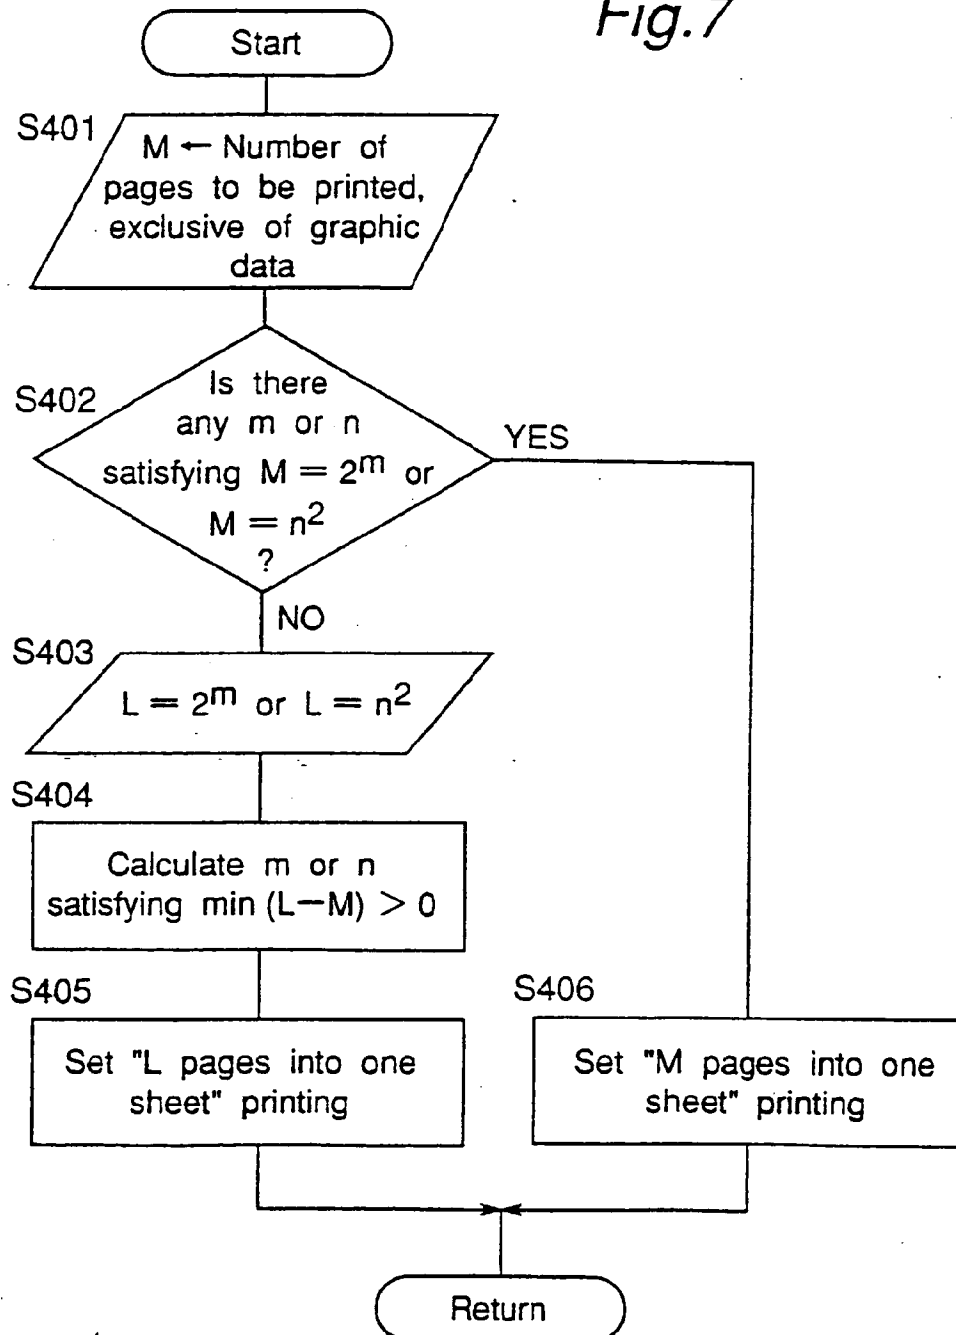 Fig.7
Start
S401
M ← Number of
pages to be printed,
exclusive of graphic
data
S402
Is there
any m or n
satisfying M = 2^m or
M = n^2
?
YES
NO
S403
L = 2^m or L = n^2
S404
Calculate m or n
satisfying min (L–M) > 0
S405
Set "L pages into one
sheet" printing
S406
Set "M pages into one
sheet" printing
Return